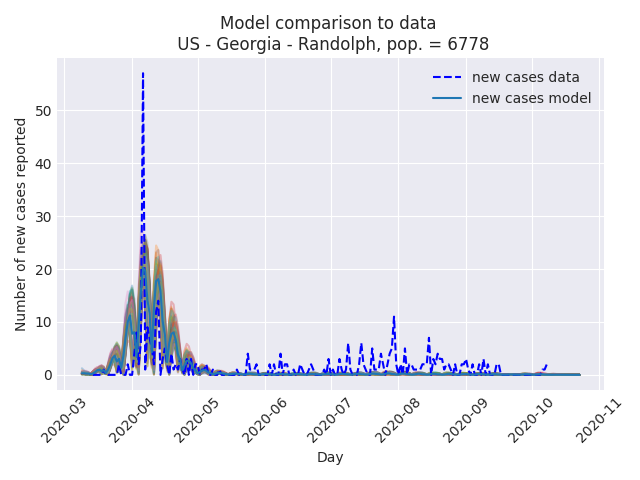 Model comparison to data
US - Georgia - Randolph, pop. = 6778
new cases data
new cases model
Number of new cases reported
50
40
30
20
10
0
2020-03
2020-04
2020-05
2020-06
2020-07
2020-08
2020-09
2020-10
2020-11
Day